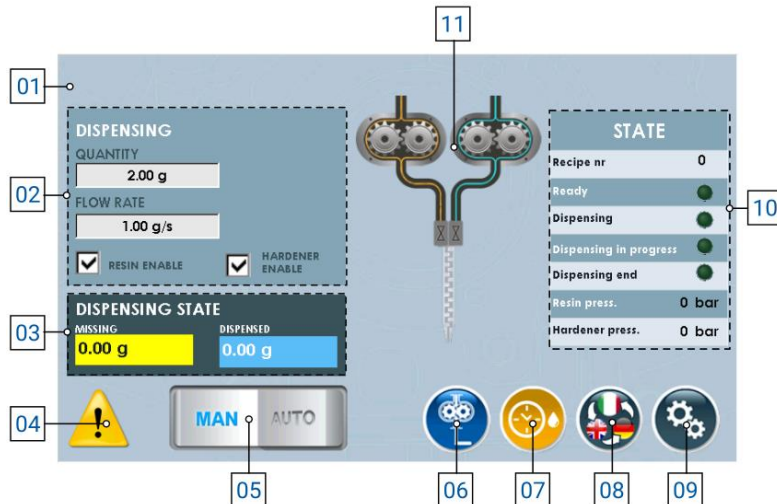 11
01
DISPENSING
QUANTITY
2.00 g
FLOW RATE
1.00 g/s
RESIN ENABLE
HARDENER
ENABLE
02
DISPENSING STATE
MISSING
DISPENSED
0.00 g
0.00 g
03
STATE
Recipe nr 0
Ready
Dispensing
Dispensing in progress
Dispensing end
Resin press. 0 bar
Hardener press. 0 bar
10
04
MAN
AUTO
05
06
07
08
09